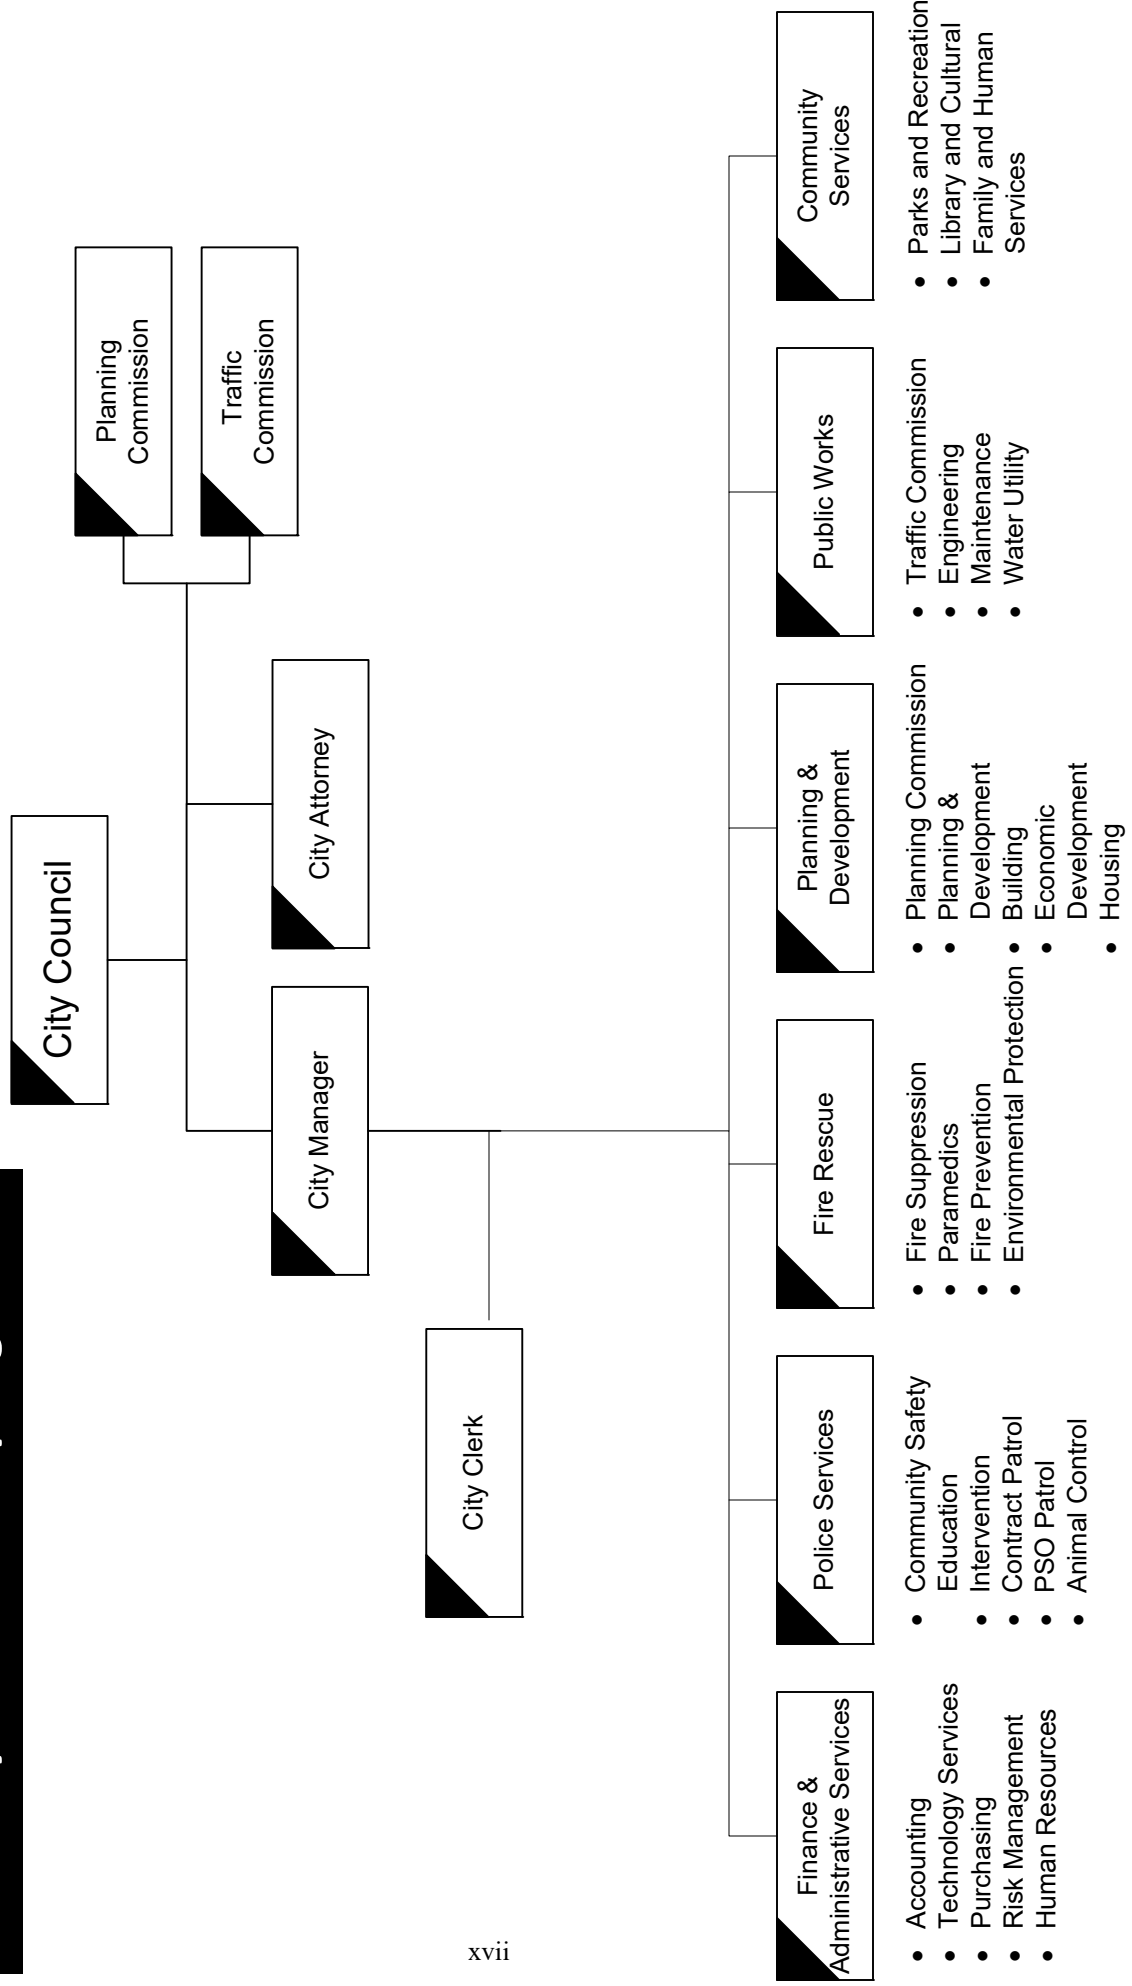 City Council
Planning
Commission
Traffic
Commission
City Attorney
City Manager
City Clerk
Finance &
Administrative Services
• Accounting
• Technology Services
• Purchasing
• Risk Management
• Human Resources
Police Services
• Community Safety
Education
• Intervention
• Contract Patrol
• PSO Patrol
• Animal Control
Fire Rescue
• Fire Suppression
• Paramedics
• Fire Prevention
• Environmental Protection
Planning &
Development
• Planning Commission
• Planning &
Development
• Building
• Economic
Development
• Housing
Public Works
• Traffic Commission
• Engineering
• Maintenance
• Water Utility
Community
Services
• Parks and Recreation
• Library and Cultural
• Family and Human
Services
xvii